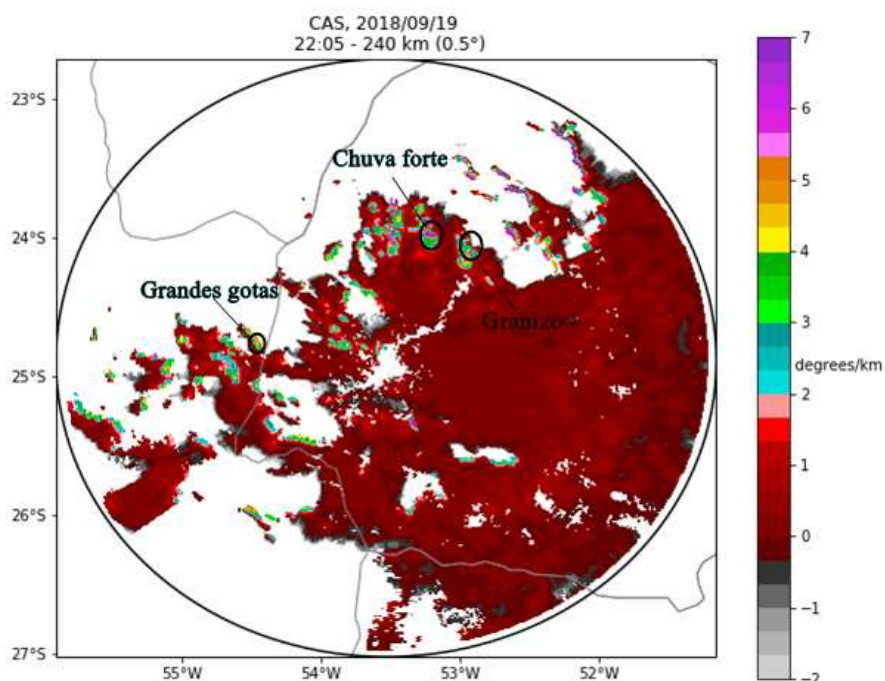 CAS, 2018/09/19
22:05 - 240 km (0.5°)
23°S
24°S
25°S
26°S
27°S
55°W
54°W
53°W
52°W
Chuva forte
Granizo
Grandes gotas
7
6
5
4
3
2
1
0
−1
−2
degrees/km